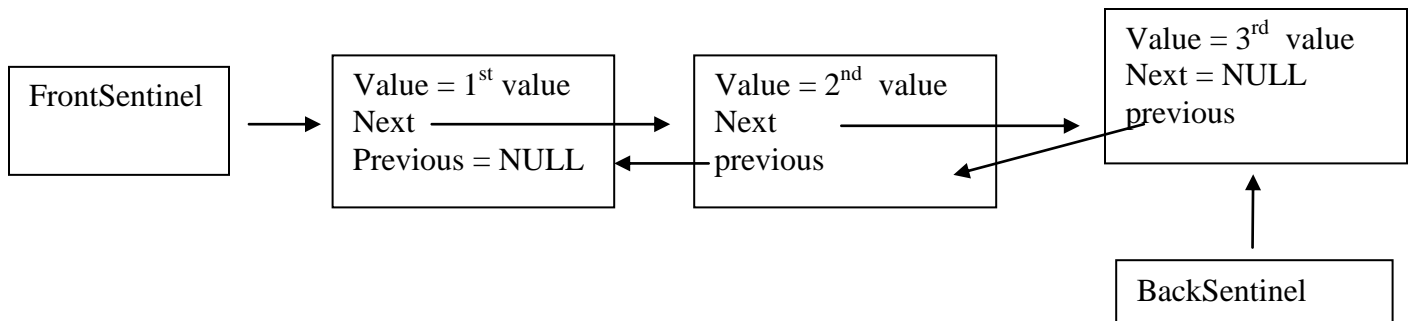 FrontSentinel
Value = 1st value
Next
Previous = NULL
Value = 2nd value
Next
previous
Value = 3rd value
Next = NULL
previous
BackSentinel